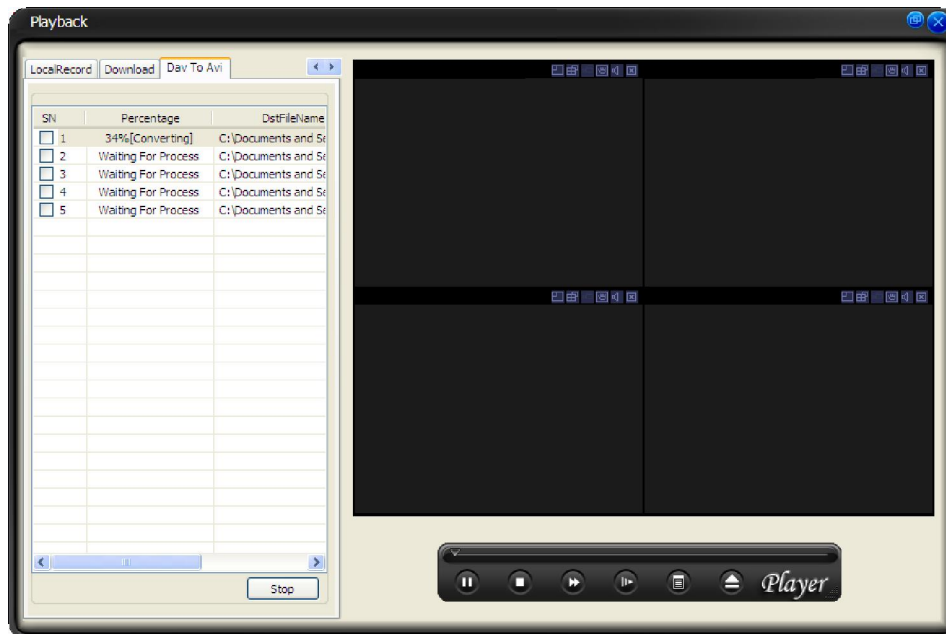 Playback
LocalRecord Download Dav To Avi
SN Percentage DstFileName
1 34%[Converting] C:\Documents and Se
2 Waiting For Process C:\Documents and Se
3 Waiting For Process C:\Documents and Se
4 Waiting For Process C:\Documents and Se
5 Waiting For Process C:\Documents and Se
Stop
Player